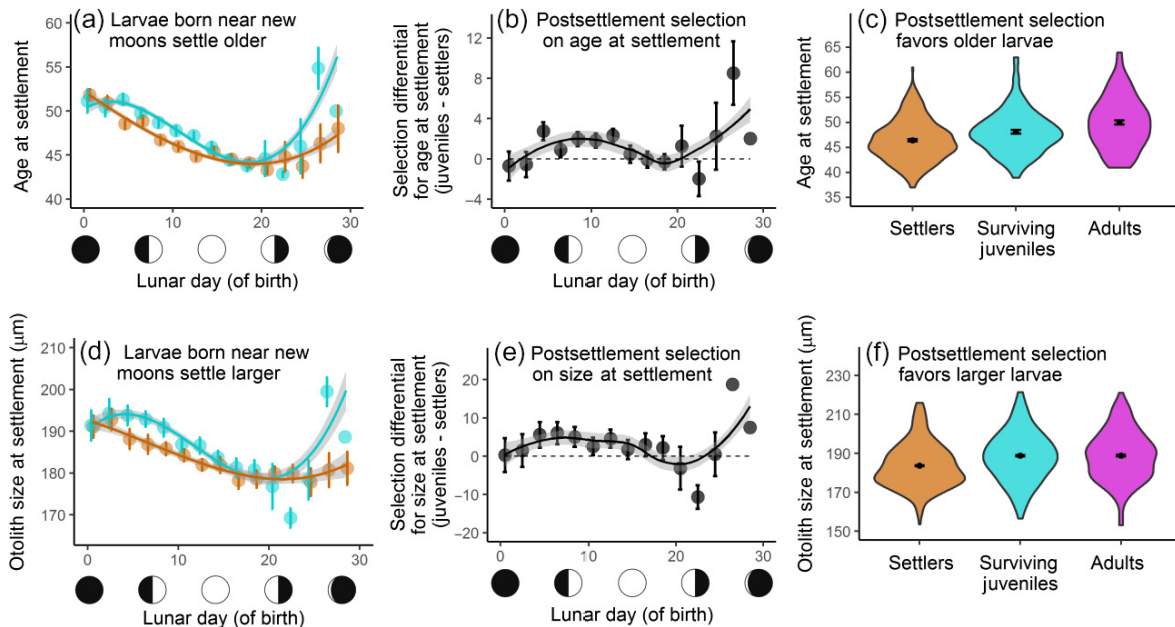 (a) Larvae born near new
moons settle older
Age at settlement
60
55
50
45
40
0 10 20 30
Lunar day (of birth)
(b) Postsettlement selection
on age at settlement
Selection differential
for age at settlement
(juveniles - settlers)
12
8
4
0
−4
0 10 20 30
Lunar day (of birth)
(c) Postsettlement selection
favors older larvae
Age at settlement
65
60
55
50
45
40
35
Settlers Surviving Adults
juveniles
(d) Larvae born near new
moons settle larger
Otolith size at settlement (μm)
210
200
190
180
170
0 10 20 30
Lunar day (of birth)
(e) Postsettlement selection
on size at settlement
Selection differential
for size at settlement
(juveniles - settlers)
20
10
0
−10
−20
0 10 20 30
Lunar day (of birth)
(f) Postsettlement selection
favors larger larvae
Otolith size at settlement (μm)
230
210
190
170
150
Settlers Surviving Adults
juveniles